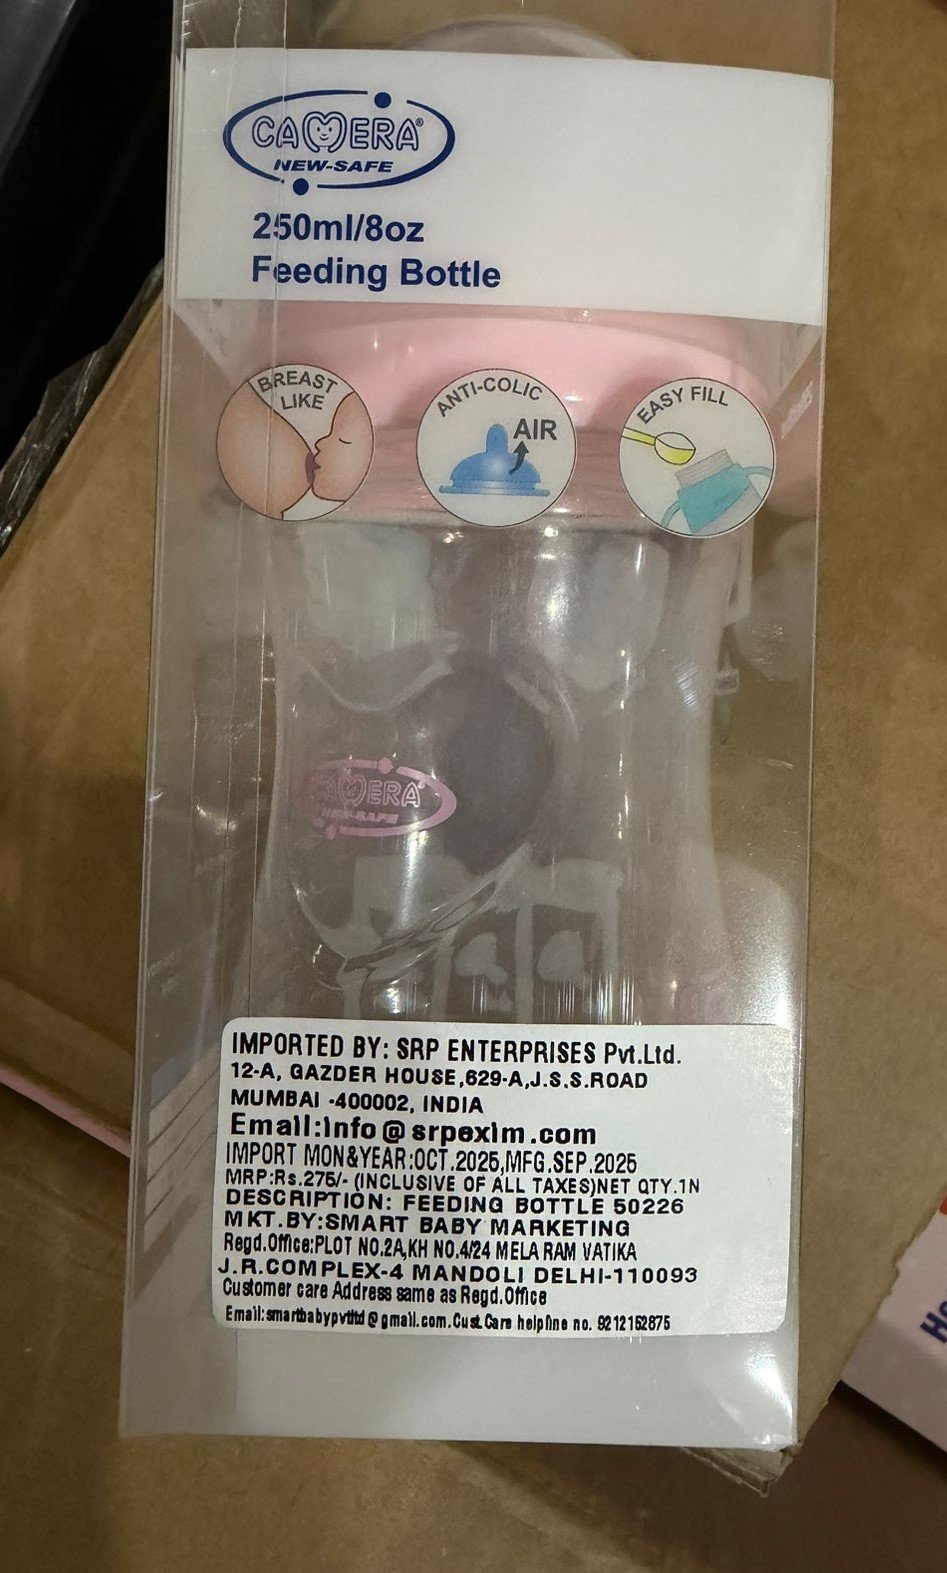 CAMERA®
NEW-SAFE
250ml/8oz
Feeding Bottle
BREAST
LIKE
ANTI-COLIC
AIR
EASY FILL
CAMERA
NEW-SAFE
IMPORTED BY: SRP ENTERPRISES Pvt.Ltd.
12-A, GAZDER HOUSE,629-A,J.S.S.ROAD
MUMBAI -400002, INDIA
Email:info@srpexim.com
IMPORT MON&YEAR:OCT.2025,MFG.SEP.2025
MRP:Rs.275/- (INCLUSIVE OF ALL TAXES)NET QTY.1N
DESCRIPTION: FEEDING BOTTLE 50226
MKT.BY:SMART BABY MARKETING
Regd.Office:PLOT NO.2A,KH NO.4/24 MELA RAM VATIKA
J.R.COMPLEX-4 MANDOLI DELHI-110093
Customer care Address same as Regd.Office
Email:smartbabypvtltd@gmail.com.Cust.Care helpline no. 9212152875